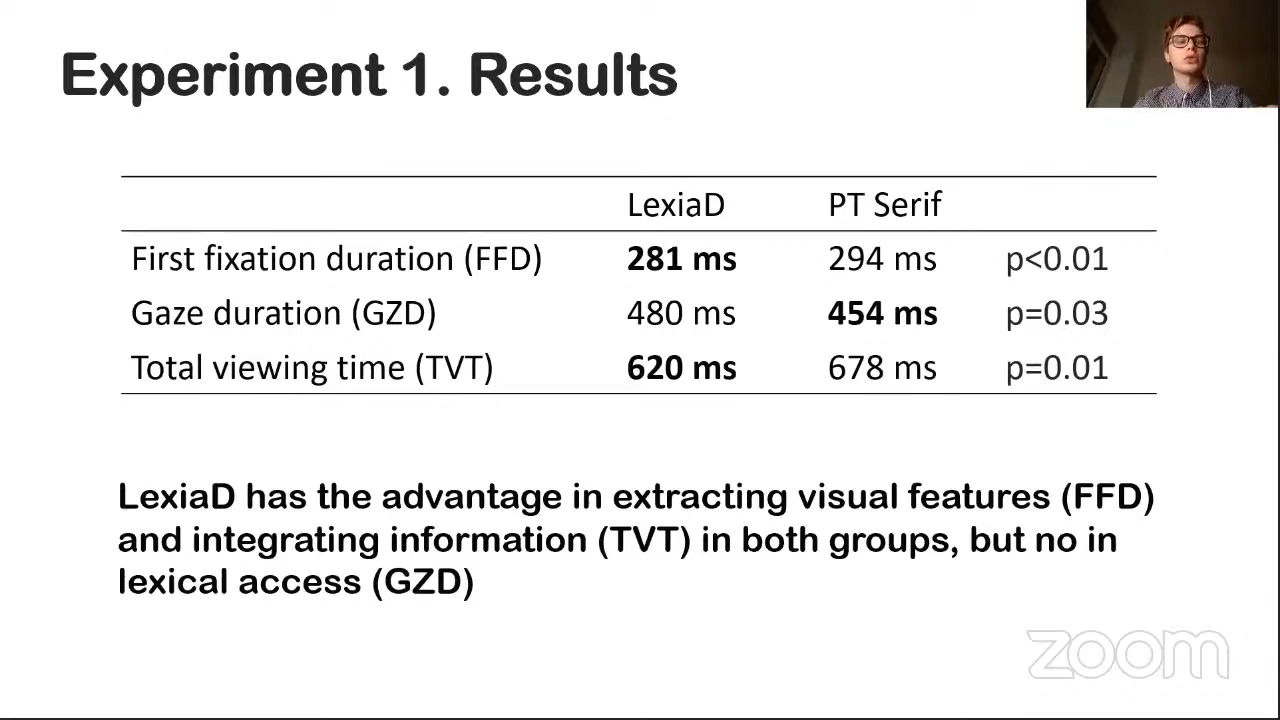 Experiment 1. Results
LexiaD PT Serif
First fixation duration (FFD) 281 ms 294 ms p<0.01
Gaze duration (GZD) 480 ms 454 ms p=0.03
Total viewing time (TVT) 620 ms 678 ms p=0.01
LexiaD has the advantage in extracting visual features (FFD)
and integrating information (TVT) in both groups, but no in
lexical access (GZD)
zoom